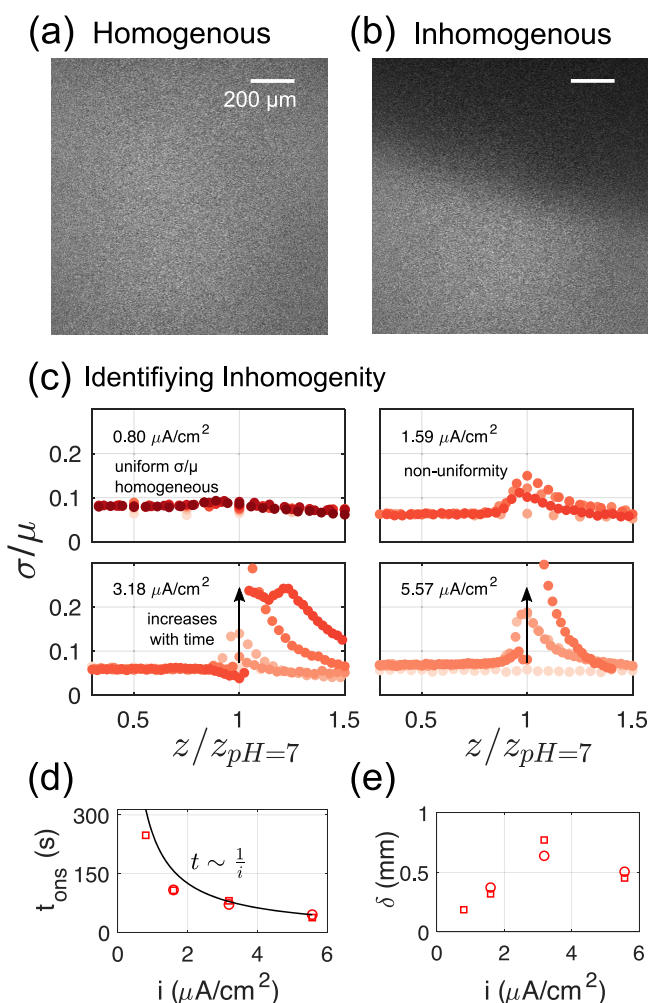 (a) Homogenous
(b) Inhomogenous
200 μm
(c) Identifiying Inhomogenity
0.80 μA/cm²
uniform σ/μ
homogeneous
1.59 μA/cm²
non-uniformity
0.2
0.1
0
σ/μ
3.18 μA/cm²
increases
with time
5.57 μA/cm²
0.2
0.1
0
0.5 1 1.5
0.5 1 1.5
z/z_{pH=7}
z/z_{pH=7}
(d)
(e)
300
150
0
t_{ons} (s)
t ∼ 1/i
0 2 4 6
i (μA/cm²)
1
0.5
0
δ (mm)
0 2 4 6
i (μA/cm²)